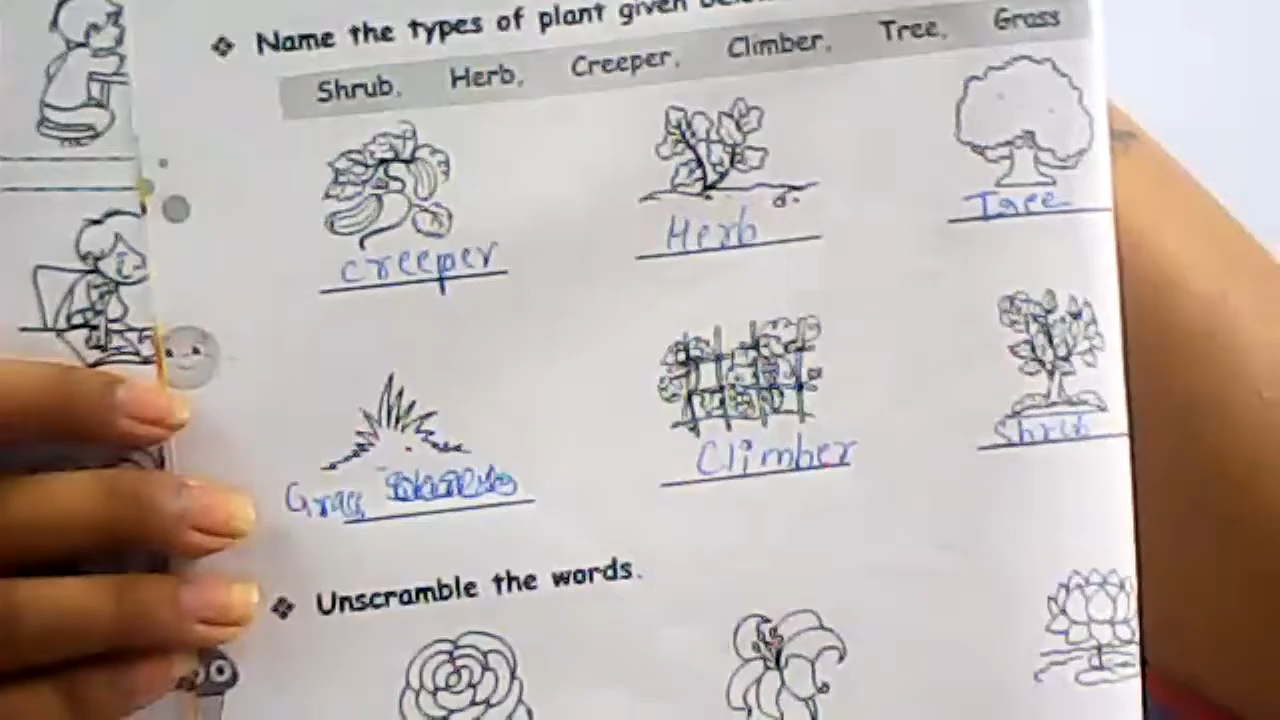 ❖ Name the types of plant given
Shrub, Herb, Creeper, Climber, Tree, Grass
creeper Herb Tree
Climber Shrub
❖ Unscramble the words.